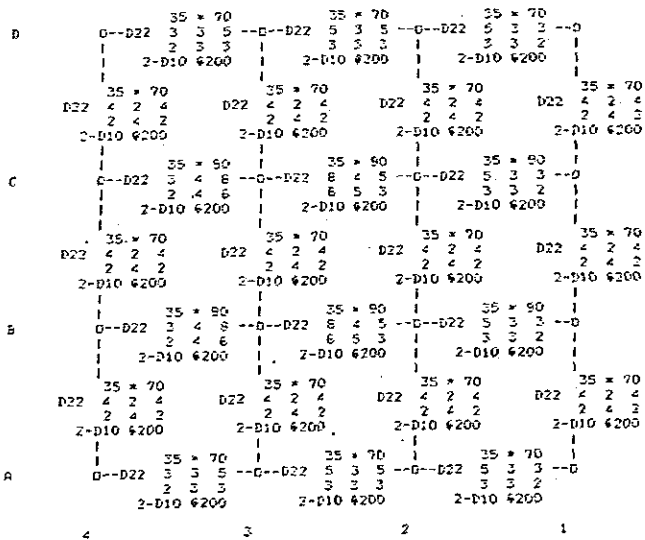 35 * 70 35 * 70 35 * 70
D o--D22 3 3 5 --o--D22 5 3 5 --o--D22 5 3 3 --o
2 3 3 3 3 3 3 3 2
2-D10 @200 2-D10 @200 2-D10 @200
35 * 70 35 * 70 35 * 70 35 * 70
D22 4 2 4 D22 4 2 4 D22 4 2 4 D22 4 2 4
2 4 2 2 4 2 2 4 2 2 4 3
2-D10 @200 2-D10 @200 2-D10 @200 2-D10 @200
35 * 90 35 * 90 35 * 90
C o--D22 3 4 8 --o--D22 8 4 5 --o--D22 5 3 3 --o
2 4 6 6 5 3 3 3 2
2-D10 @200 2-D10 @200 2-D10 @200
35 * 70 35 * 70 35 * 70 35 * 70
D22 4 2 4 D22 4 2 4 D22 4 2 4 D22 4 2 4
2 4 2 2 4 2 2 4 2 2 4 2
2-D10 @200 2-D10 @200 2-D10 @200 2-D10 @200
35 * 90 35 * 90 35 * 90
B o--D22 3 4 8 --o--D22 8 4 5 --o--D22 5 3 3 --o
2 4 6 6 5 3 3 3 2
2-D10 @200 2-D10 @200 2-D10 @200
35 * 70 35 * 70 35 * 70 35 * 70
D22 4 2 4 D22 4 2 4 D22 4 2 4 D22 4 2 4
2 4 2 2 4 2 2 4 2 2 4 2
2-D10 @200 2-D10 @200 2-D10 @200 2-D10 @200
35 * 70 35 * 70 35 * 70
A o--D22 3 3 5 --o--D22 5 3 5 --o--D22 5 3 3 --o
2 3 3 3 3 3 3 3 2
2-D10 @200 2-D10 @200 2-D10 @200
4 3 2 1